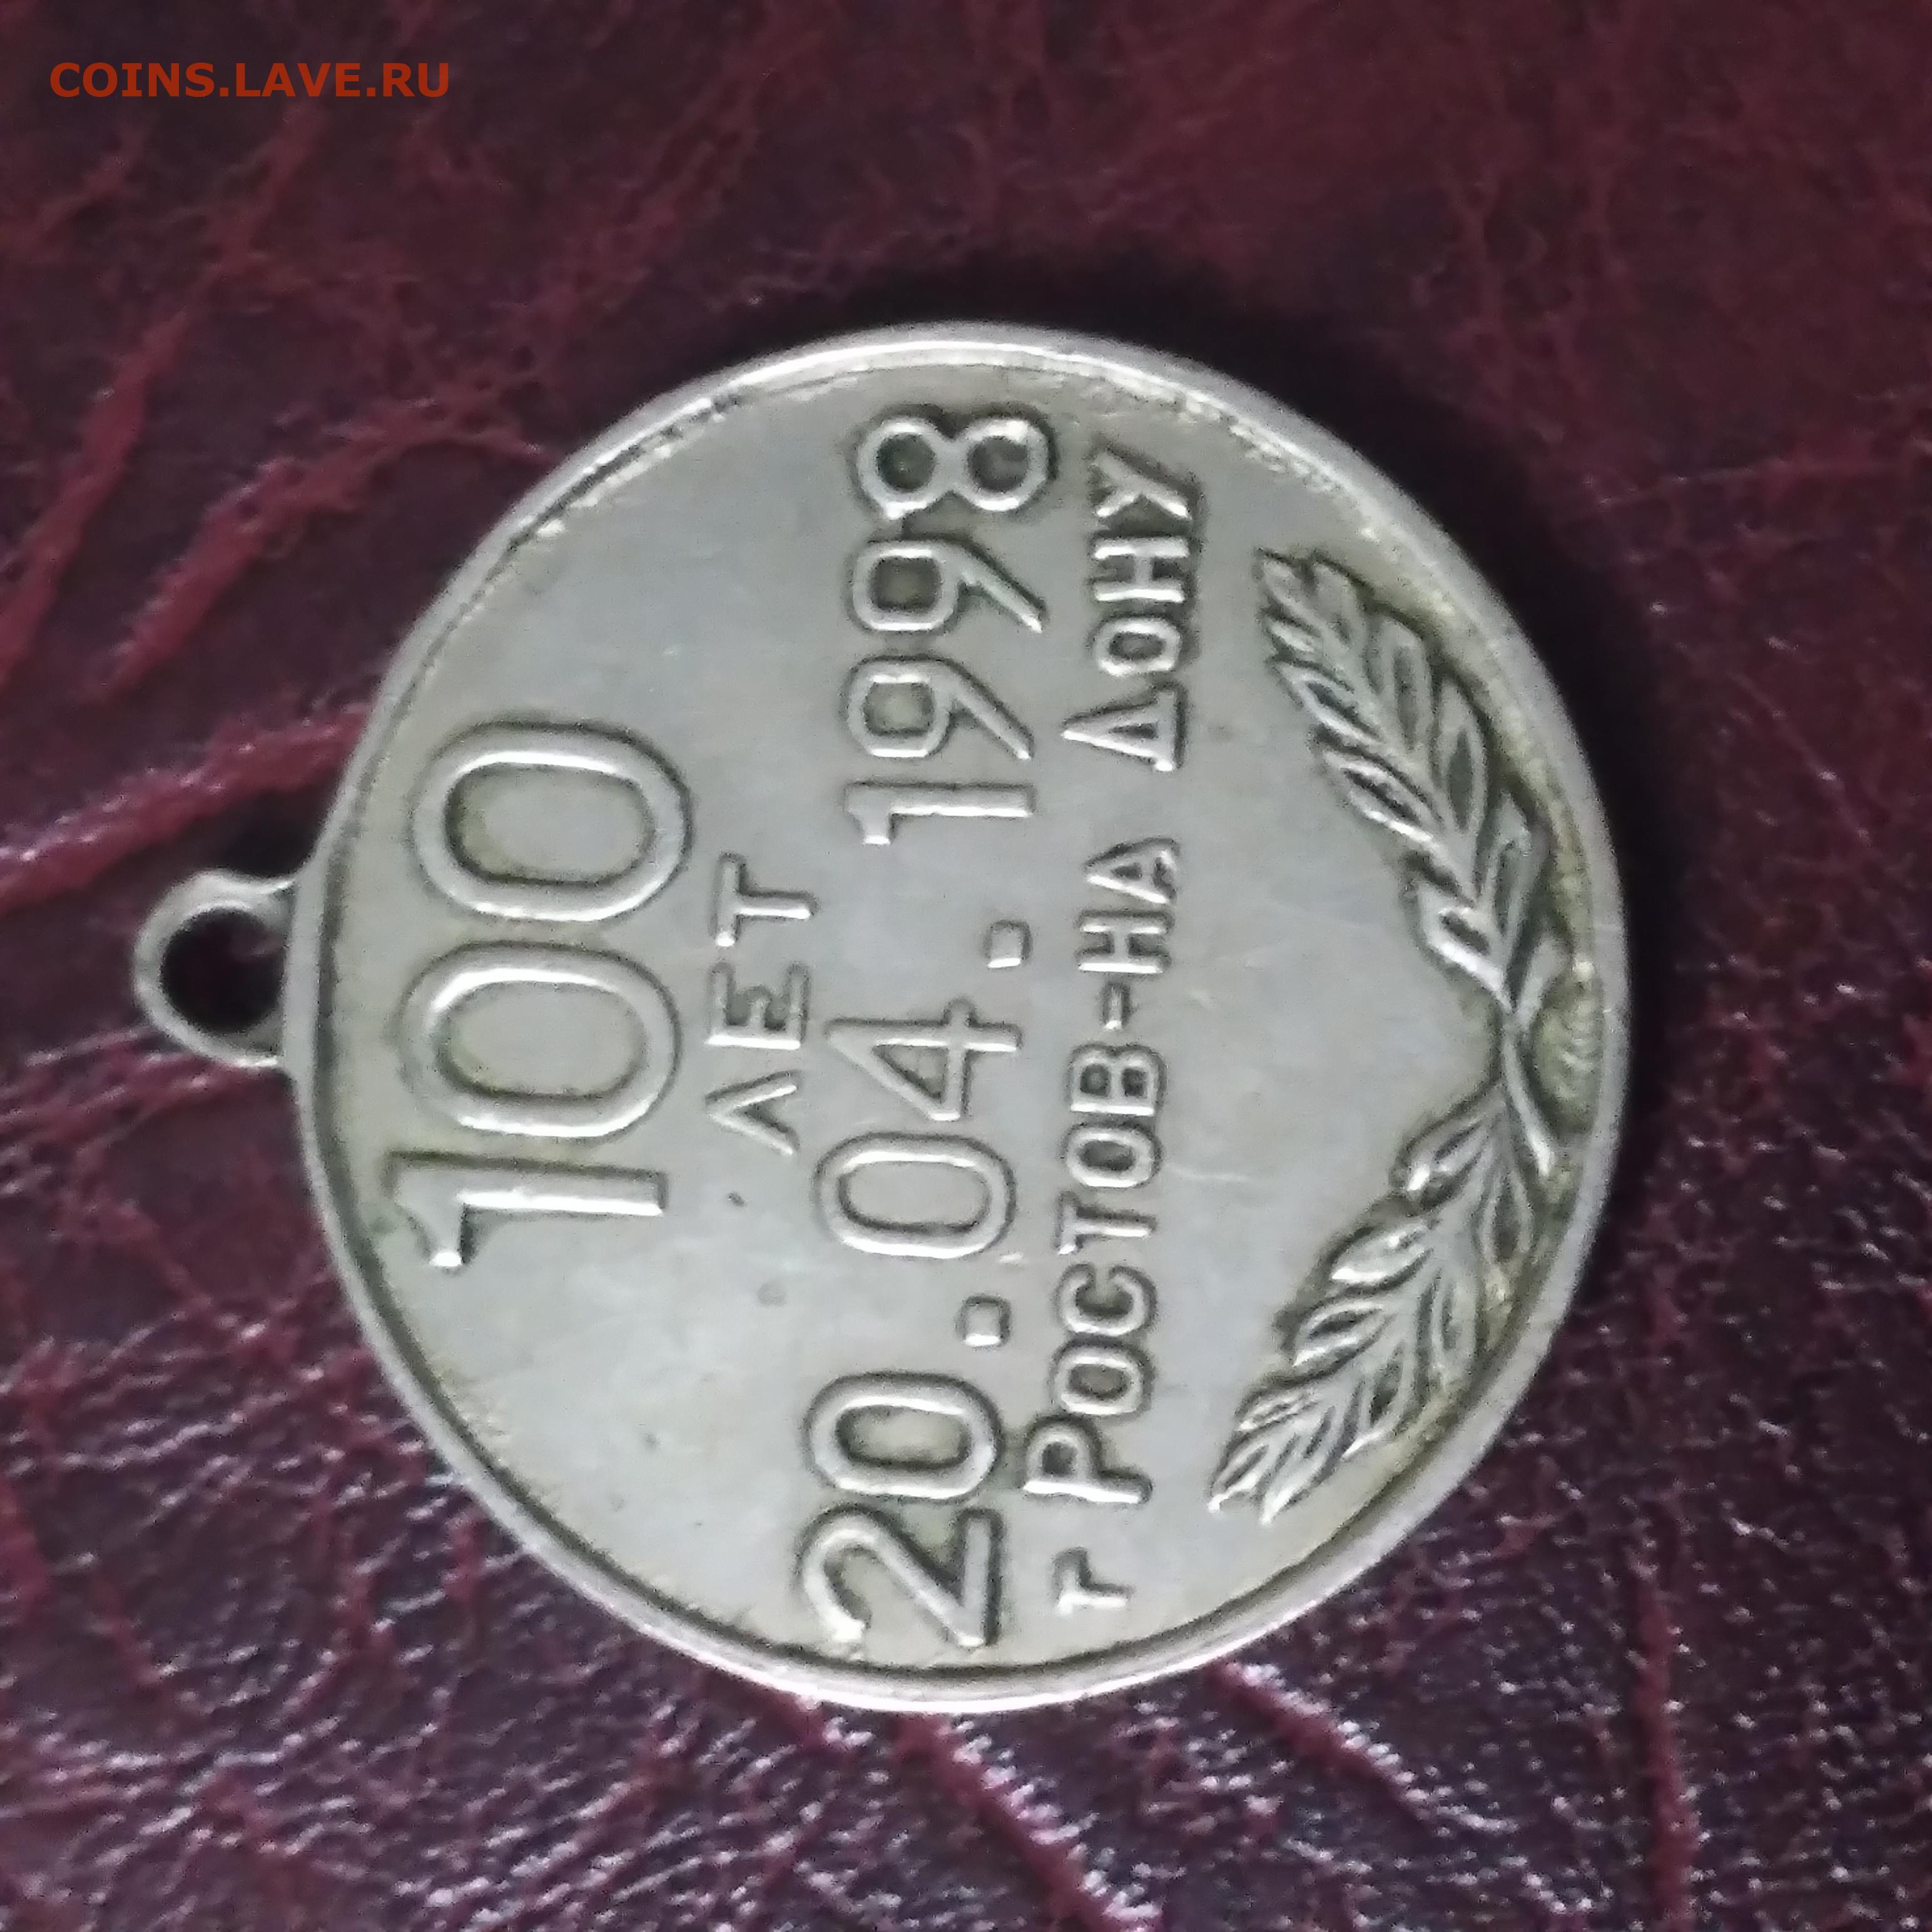 COINS.LAVE.RU
100
ЛЕТ
20.04.1998
г Ростов-на Дону